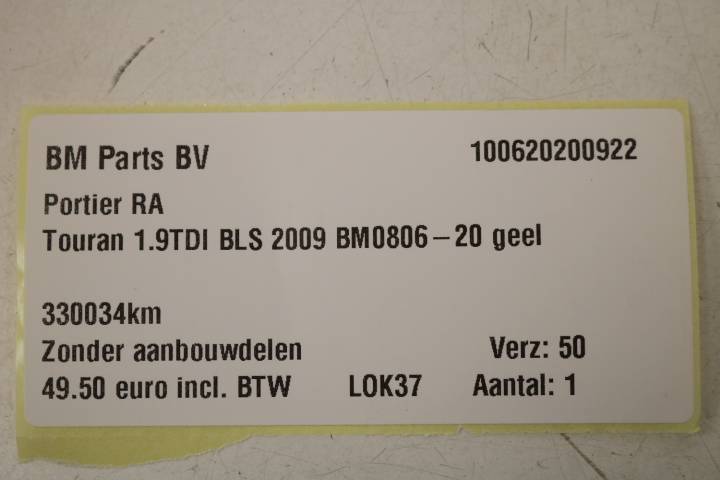 BM Parts BV 100620200922
Portier RA
Touran 1.9TDI BLS 2009 BM0806-20 geel
330034km
Zonder aanbouwdelen Verz: 50
49.50 euro incl. BTW LOK37 Aantal: 1